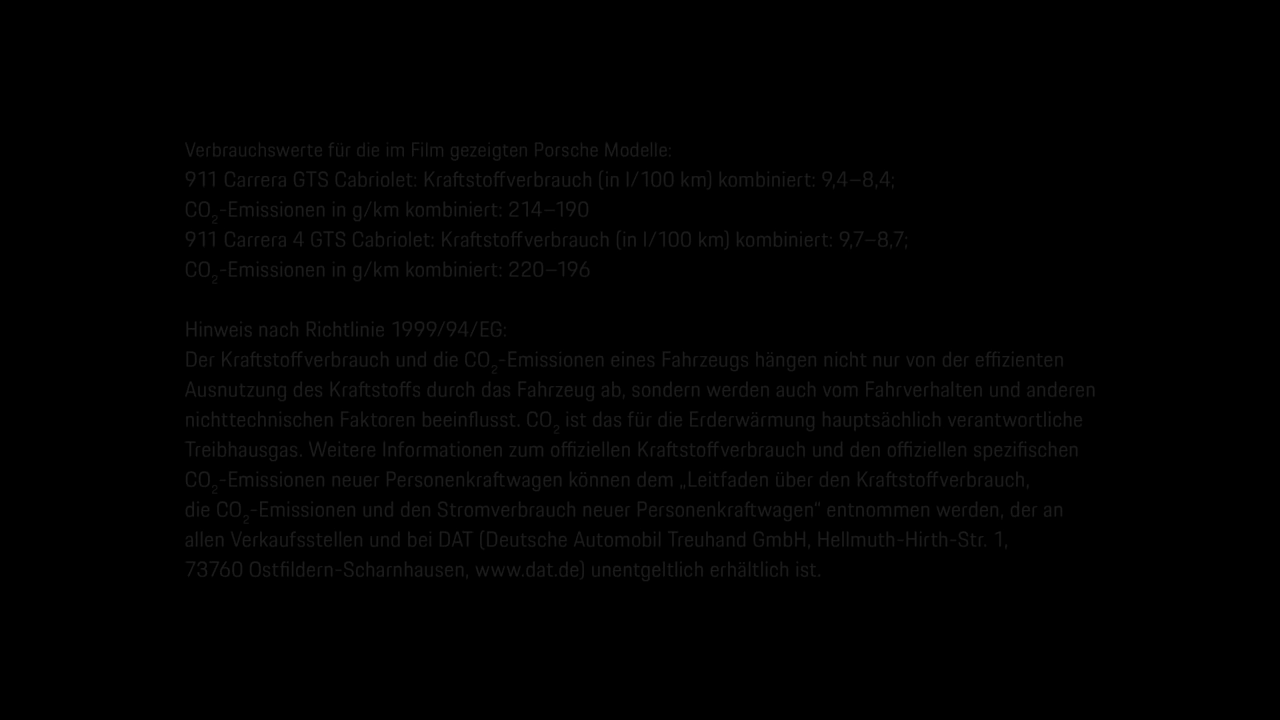 Verbrauchswerte für die im Film gezeigten Porsche Modelle:
911 Carrera GTS Cabriolet: Kraftstoffverbrauch (in l/100 km) kombiniert: 9,4–8,4;
CO₂-Emissionen in g/km kombiniert: 214–190
911 Carrera 4 GTS Cabriolet: Kraftstoffverbrauch (in l/100 km) kombiniert: 9,7–8,7;
CO₂-Emissionen in g/km kombiniert: 220–196
Hinweis nach Richtlinie 1999/94/EG:
Der Kraftstoffverbrauch und die CO₂-Emissionen eines Fahrzeugs hängen nicht nur von der effizienten
Ausnutzung des Kraftstoffs durch das Fahrzeug ab, sondern werden auch vom Fahrverhalten und anderen
nichttechnischen Faktoren beeinflusst. CO₂ ist das für die Erderwärmung hauptsächlich verantwortliche
Treibhausgas. Weitere Informationen zum offiziellen Kraftstoffverbrauch und den offiziellen spezifischen
CO₂-Emissionen neuer Personenkraftwagen können dem „Leitfaden über den Kraftstoffverbrauch,
die CO₂-Emissionen und den Stromverbrauch neuer Personenkraftwagen“ entnommen werden, der an
allen Verkaufsstellen und bei DAT (Deutsche Automobil Treuhand GmbH, Hellmuth-Hirth-Str. 1,
73760 Ostfildern-Scharnhausen, www.dat.de) unentgeltlich erhältlich ist.